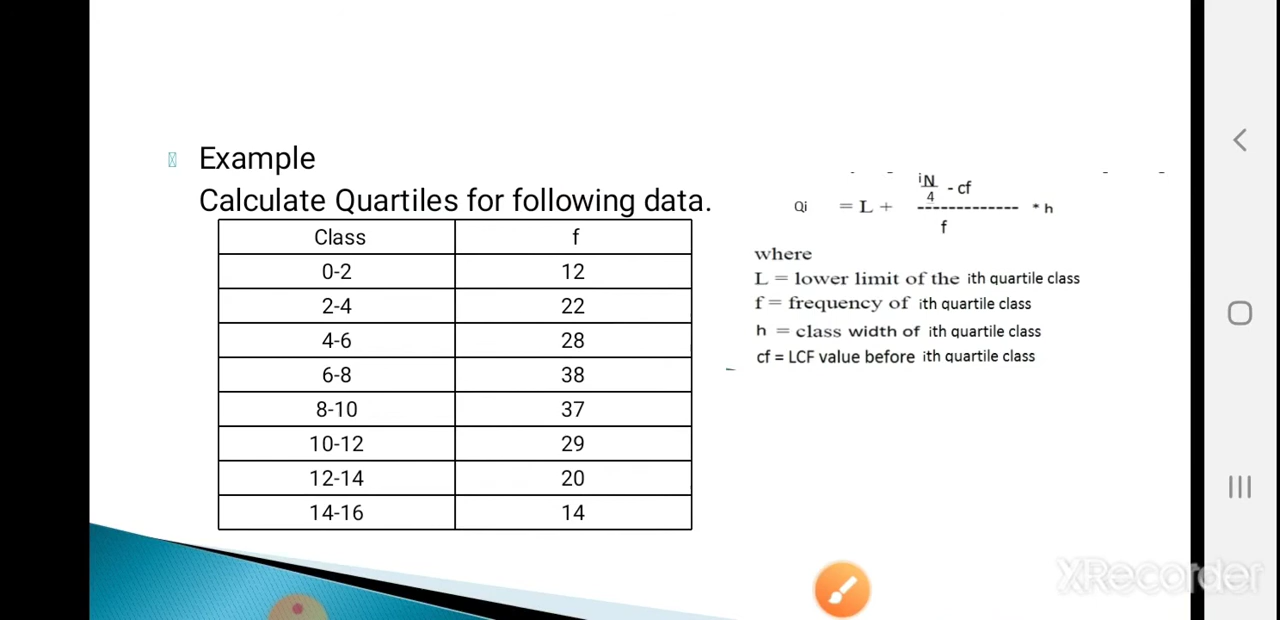 Example
Calculate Quartiles for following data.
Class f
0-2 12
2-4 22
4-6 28
6-8 38
8-10 37
10-12 29
12-14 20
14-16 14
iN
4
- cf
Qi = L + ------------- * h
f
where
L = lower limit of the ith quartile class
f = frequency of ith quartile class
h = class width of ith quartile class
cf = LCF value before ith quartile class
XRecorder